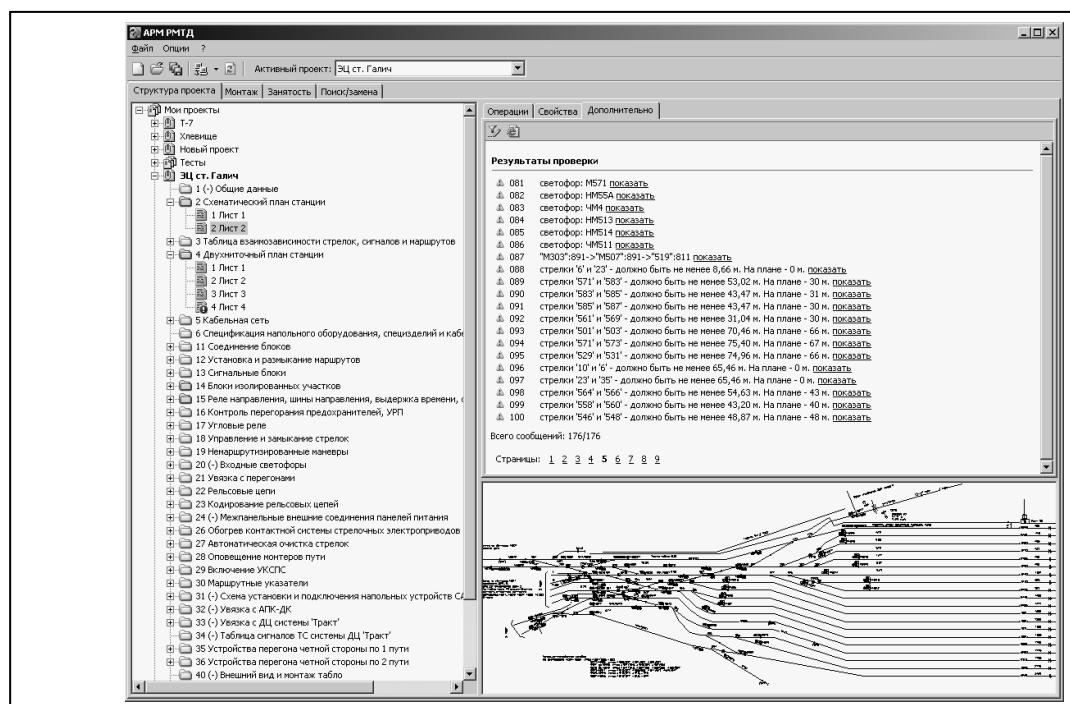 АРМ РМТД
Файл Опции ?
Активный проект: ЭЦ ст. Галич
Структура проекта Монтаж Занятость Поиск/замена
Мои проекты
Т-7
Хлевище
Новый проект
Тесты
ЭЦ ст. Галич
1 (-) Общие данные
2 Схематический план станции
1 Лист 1
2 Лист 2
3 Таблица взаимозависимости стрелок, сигналов и маршрутов
4 Двухниточный план станции
1 Лист 1
2 Лист 2
3 Лист 3
4 Лист 4
5 Кабельная сеть
6 Спецификация напольного оборудования, специзделий и кабе
11 Соединение блоков
12 Установка и размыкание маршрутов
13 Сигнальные блоки
14 Блоки изолированных участков
15 Реле направления, шины направления, выдержка времени,
16 Контроль перегорания предохранителей, УРП
17 Угловые реле
18 Управление и замыкание стрелок
19 Немаршрутизированные маневры
20 (-) Входные светофоры
21 Увязка с перегонами
22 Рельсовые цепи
23 Кодирование рельсовых цепей
24 (-) Межпанельные внешние соединения панелей питания
26 Обогрев контактной системы стрелочных электроприводов
27 Автоматическая очистка стрелок
28 Оповещение монтеров пути
29 Включение УКСПС
30 Маршрутные указатели
31 (-) Схема установки и подключения напольных устройств СА
32 (-) Увязка с АПК-ДК
33 (-) Увязка с ДЦ системы 'Тракт'
34 (-) Таблица сигналов ТС системы ДЦ 'Тракт'
35 Устройства перегона четной стороны по 1 пути
36 Устройства перегона четной стороны по 2 пути
40 (-) Внешний вид и монтаж табло
Операции Свойства Дополнительно
Результаты проверки
081 светофор: М571 показать
082 светофор: НМ55А показать
083 светофор: ЧМ4 показать
084 светофор: НМ513 показать
085 светофор: НМ514 показать
086 светофор: ЧМ511 показать
087 "М303":891->"М507":891->"519":811 показать
088 стрелки '6' и '23' - должно быть не менее 8,66 м. На плане - 0 м. показать
089 стрелки '571' и '583' - должно быть не менее 53,02 м. На плане - 30 м. показать
090 стрелки '583' и '585' - должно быть не менее 43,47 м. На плане - 31 м. показать
091 стрелки '585' и '587' - должно быть не менее 43,47 м. На плане - 30 м. показать
092 стрелки '561' и '569' - должно быть не менее 31,04 м. На плане - 30 м. показать
093 стрелки '501' и '503' - должно быть не менее 70,46 м. На плане - 66 м. показать
094 стрелки '571' и '573' - должно быть не менее 75,40 м. На плане - 67 м. показать
095 стрелки '529' и '531' - должно быть не менее 74,96 м. На плане - 66 м. показать
096 стрелки '10' и '6' - должно быть не менее 65,46 м. На плане - 0 м. показать
097 стрелки '23' и '35' - должно быть не менее 65,46 м. На плане - 0 м. показать
098 стрелки '564' и '566' - должно быть не менее 54,63 м. На плане - 43 м. показать
099 стрелки '558' и '560' - должно быть не менее 43,20 м. На плане - 40 м. показать
100 стрелки '546' и '548' - должно быть не менее 48,87 м. На плане - 48 м. показать
Всего сообщений: 176/176
Страницы: 1 2 3 4 5 6 7 8 9